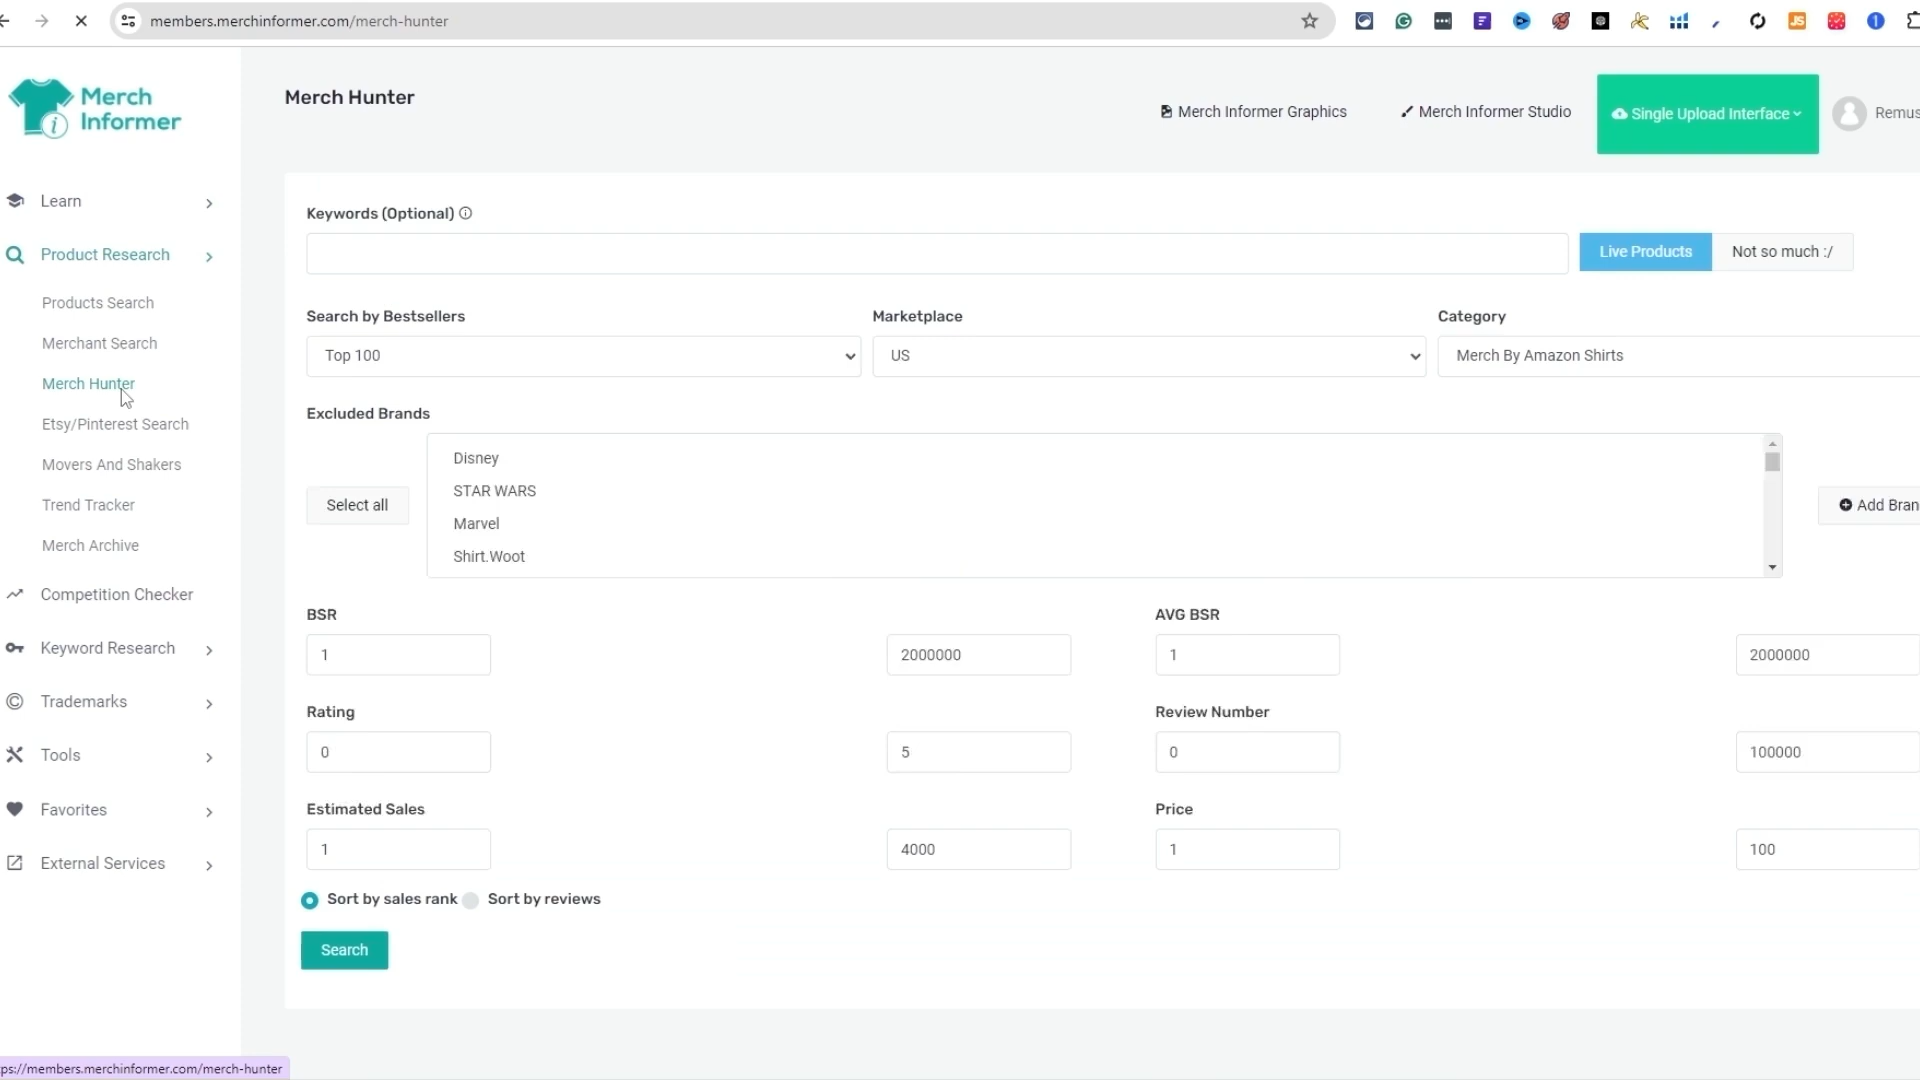 members.merchinformer.com/merch-hunter
Merch
Informer
Merch Hunter
Merch Informer Graphics
Merch Informer Studio
Single Upload Interface
Remus
Learn
Product Research
Products Search
Merchant Search
Merch Hunter
Etsy/Pinterest Search
Movers And Shakers
Trend Tracker
Merch Archive
Competition Checker
Keyword Research
Trademarks
Tools
Favorites
External Services
Keywords (Optional)
Live Products
Not so much :/
Search by Bestsellers
Marketplace
Category
Top 100
US
Merch By Amazon Shirts
Excluded Brands
Select all
Disney
STAR WARS
Marvel
Shirt.Woot
Add Bran
BSR
AVG BSR
1
2000000
1
2000000
Rating
Review Number
0
5
0
100000
Estimated Sales
Price
1
4000
1
100
Sort by sales rank
Sort by reviews
Search
ps://members.merchinformer.com/merch-hunter